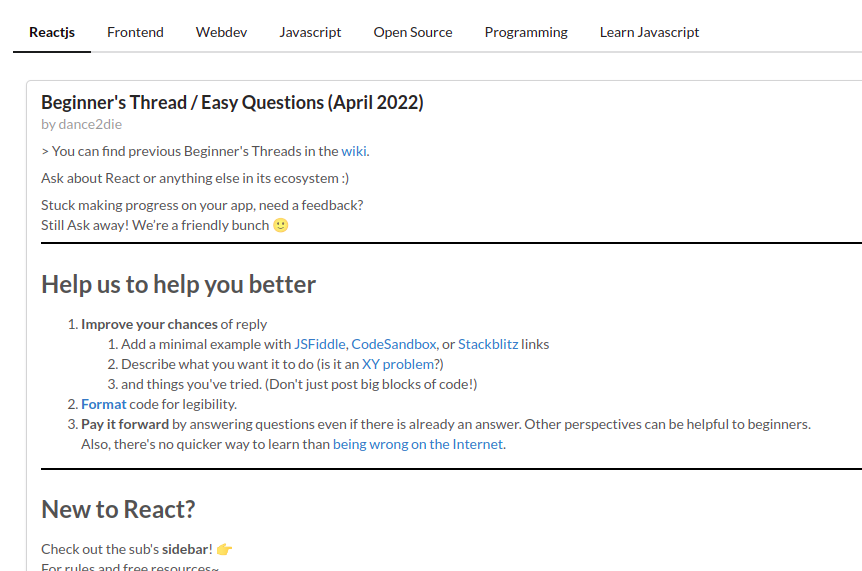 Reactjs Frontend Webdev Javascript Open Source Programming Learn Javascript
Beginner's Thread / Easy Questions (April 2022)
by dance2die
> You can find previous Beginner's Threads in the wiki.
Ask about React or anything else in its ecosystem :)
Stuck making progress on your app, need a feedback?
Still Ask away! We’re a friendly bunch 🙂
Help us to help you better
1. Improve your chances of reply
1. Add a minimal example with JSFiddle, CodeSandbox, or Stackblitz links
2. Describe what you want it to do (is it an XY problem?)
3. and things you've tried. (Don't just post big blocks of code!)
2. Format code for legibility.
3. Pay it forward by answering questions even if there is already an answer. Other perspectives can be helpful to beginners.
Also, there's no quicker way to learn than being wrong on the Internet.
New to React?
Check out the sub's sidebar! 👉
For rules and free resources~